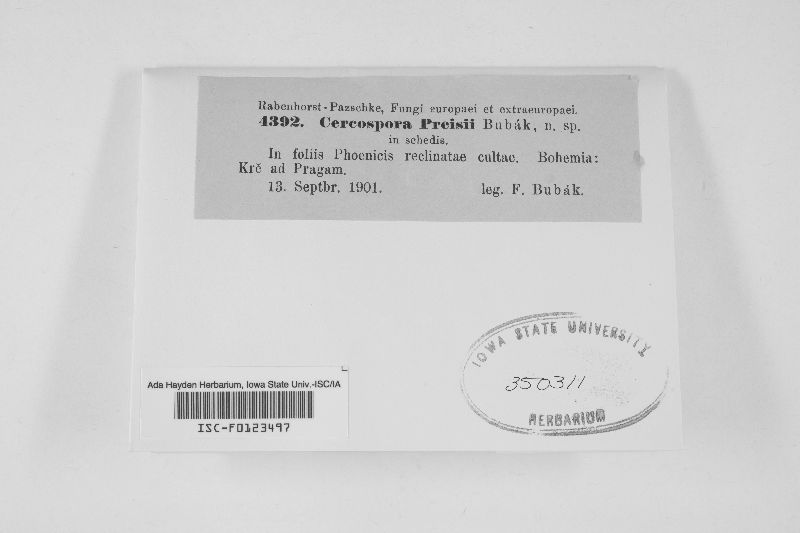 Rabenhorst-Pazschke, Fungi europaei et extraeuropaei.
4392. Cercospora Preisii Bubák, n. sp.
in schedis.
In foliis Phoenicis reclinatae cultae. Bohemia:
Krč ad Pragam.
13. Septbr. 1901. leg. F. Bubák.
IOWA STATE UNIVERSITY
350311
HERBARIUM
Ada Hayden Herbarium, Iowa State Univ.-ISC/IA
ISC-F0123497